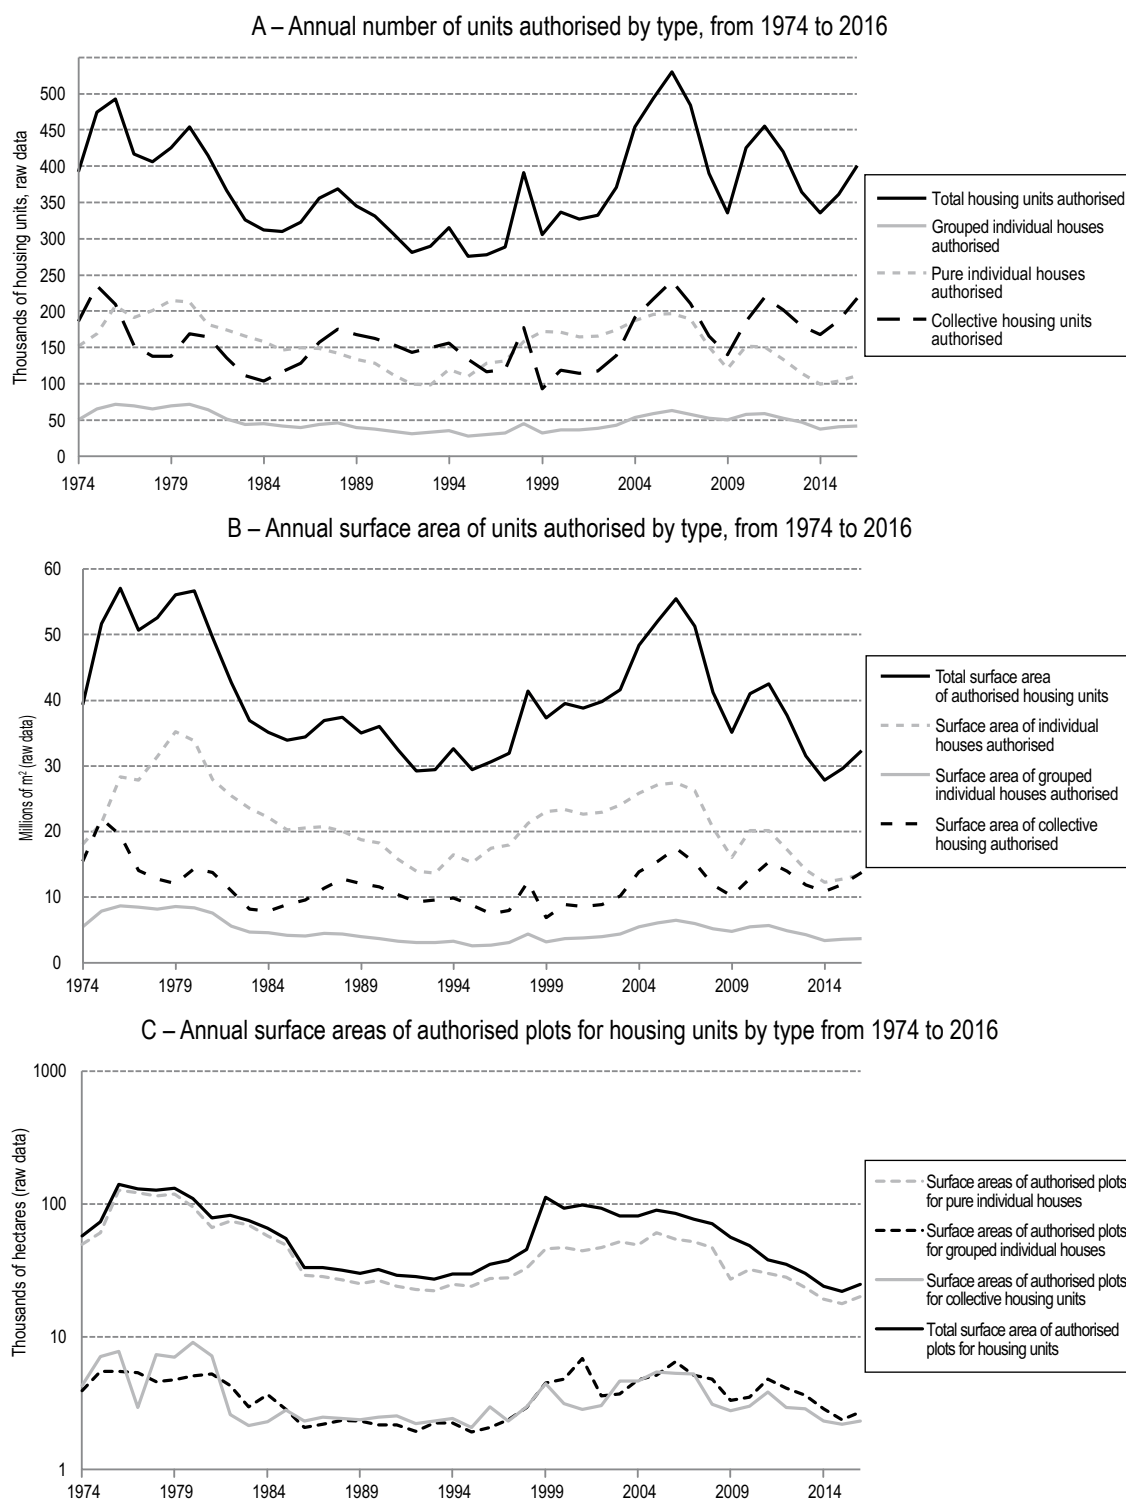 A – Annual number of units authorised by type, from 1974 to 2016
Thousands of housing units, raw data
500
450
400
350
300
250
200
150
100
50
0
1974 1979 1984 1989 1994 1999 2004 2009 2014
Total housing units authorised
Grouped individual houses
authorised
Pure individual houses
authorised
Collective housing units
authorised
B – Annual surface area of units authorised by type, from 1974 to 2016
Millions of m² (raw data)
60
50
40
30
20
10
0
1974 1979 1984 1989 1994 1999 2004 2009 2014
Total surface area
of authorised housing units
Surface area of individual
houses authorised
Surface area of grouped
individual houses authorised
Surface area of collective
housing authorised
C – Annual surface areas of authorised plots for housing units by type from 1974 to 2016
Thousands of hectares (raw data)
1000
100
10
1
1974 1979 1984 1989 1994 1999 2004 2009 2014
Surface areas of authorised plots
for pure individual houses
Surface areas of authorised plots
for grouped individual houses
Surface areas of authorised plots
for collective housing units
Total surface area of authorised
plots for housing units